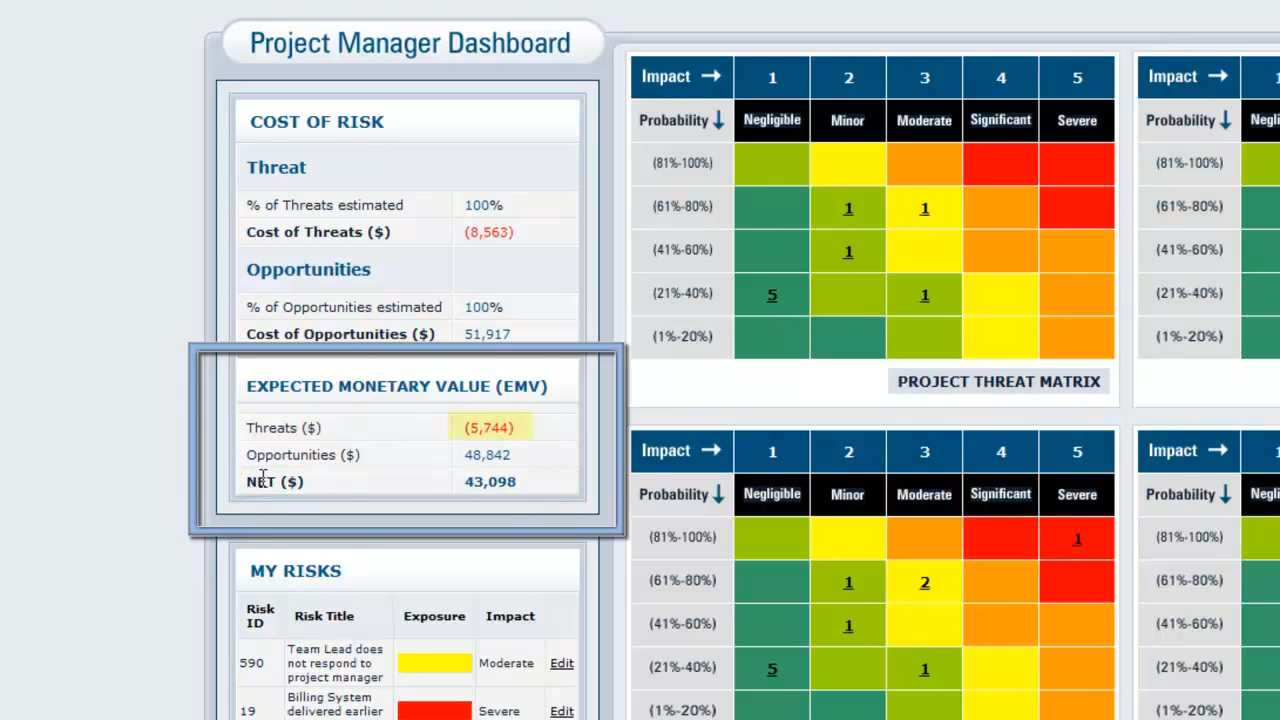 Project Manager Dashboard
COST OF RISK
Threat
% of Threats estimated 100%
Cost of Threats ($) (8,563)
Opportunities
% of Opportunities estimated 100%
Cost of Opportunities ($) 51,917
EXPECTED MONETARY VALUE (EMV)
Threats ($) (5,744)
Opportunities ($) 48,842
NET ($) 43,098
MY RISKS
Risk ID Risk Title Exposure Impact
590 Team Lead does not respond to project manager Moderate Edit
19 Billing System delivered earlier Severe Edit
Impact → 1 2 3 4 5
Probability ↓ Negligible Minor Moderate Significant Severe
(81%-100%)
(61%-80%) 1 1
(41%-60%) 1
(21%-40%) 5 1
(1%-20%)
PROJECT THREAT MATRIX
Impact → 1
Probability ↓
(81%-100%)
(61%-80%)
(41%-60%)
(21%-40%)
(1%-20%)
Impact → 1 2 3 4 5
Probability ↓ Negligible Minor Moderate Significant Severe
(81%-100%) 1
(61%-80%) 1 2
(41%-60%) 1
(21%-40%) 5 1
(1%-20%)
Impact →
Probability ↓
(81%-100%)
(61%-80%)
(41%-60%)
(21%-40%)
(1%-20%)